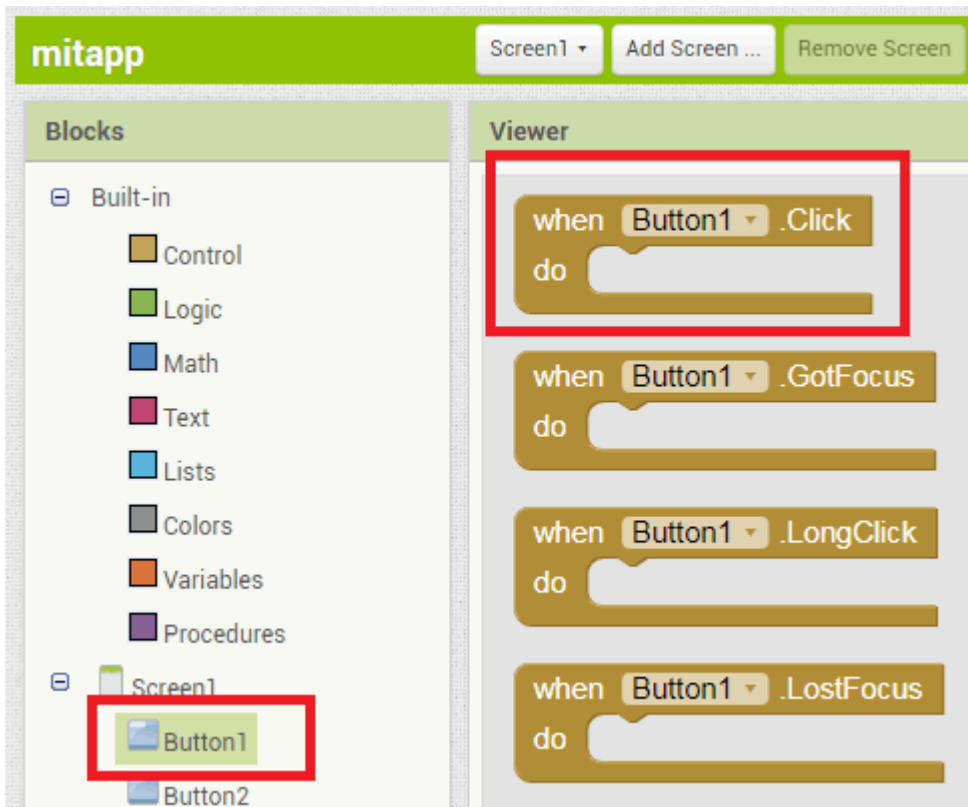 mitapp
Screen1
Add Screen ...
Remove Screen
Blocks
Viewer
Built-in
Control
Logic
Math
Text
Lists
Colors
Variables
Procedures
Screen1
Button1
Button2
when Button1 .Click
do
when Button1 .GotFocus
do
when Button1 .LongClick
do
when Button1 .LostFocus
do